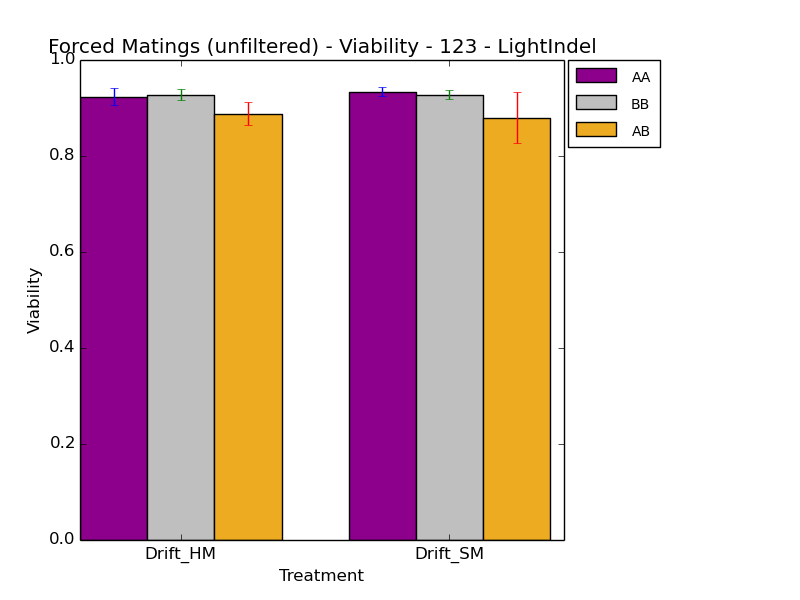 Forced Matings (unfiltered) - Viability - 123 - LightIndel
1.0
0.8
0.6
0.4
0.2
0.0
Viability
Drift_HM
Drift_SM
Treatment
AA
BB
AB